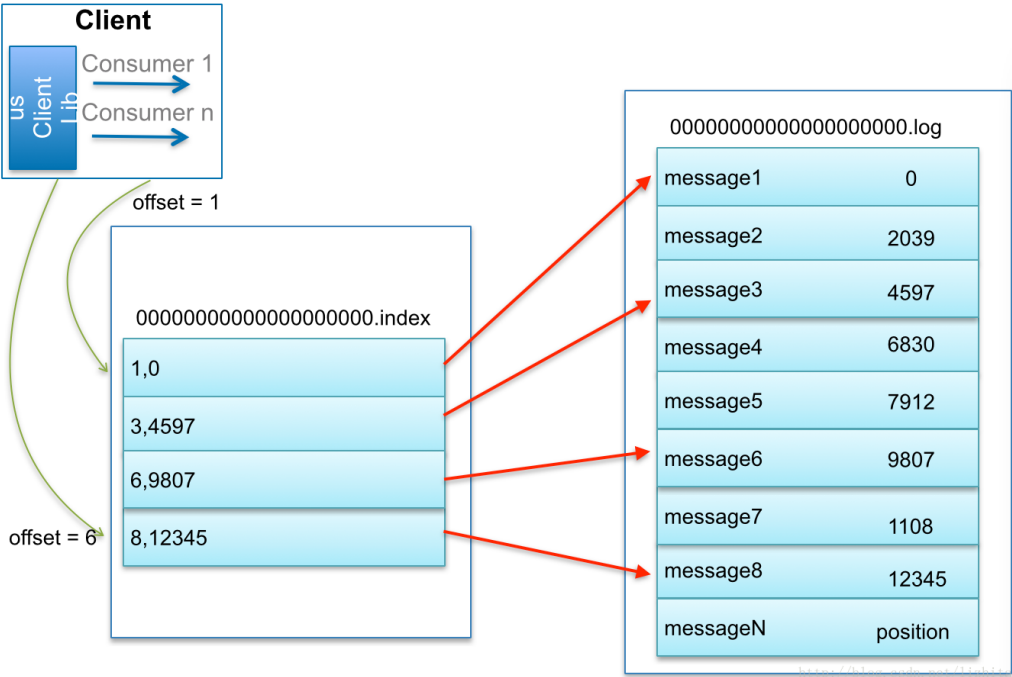 Client
us
Client
Lib
Consumer 1
Consumer n
offset = 1
offset = 6
00000000000000000000.index
1,0
3,4597
6,9807
8,12345
00000000000000000000.log
message1 0
message2 2039
message3 4597
message4 6830
message5 7912
message6 9807
message7 1108
message8 12345
messageN position